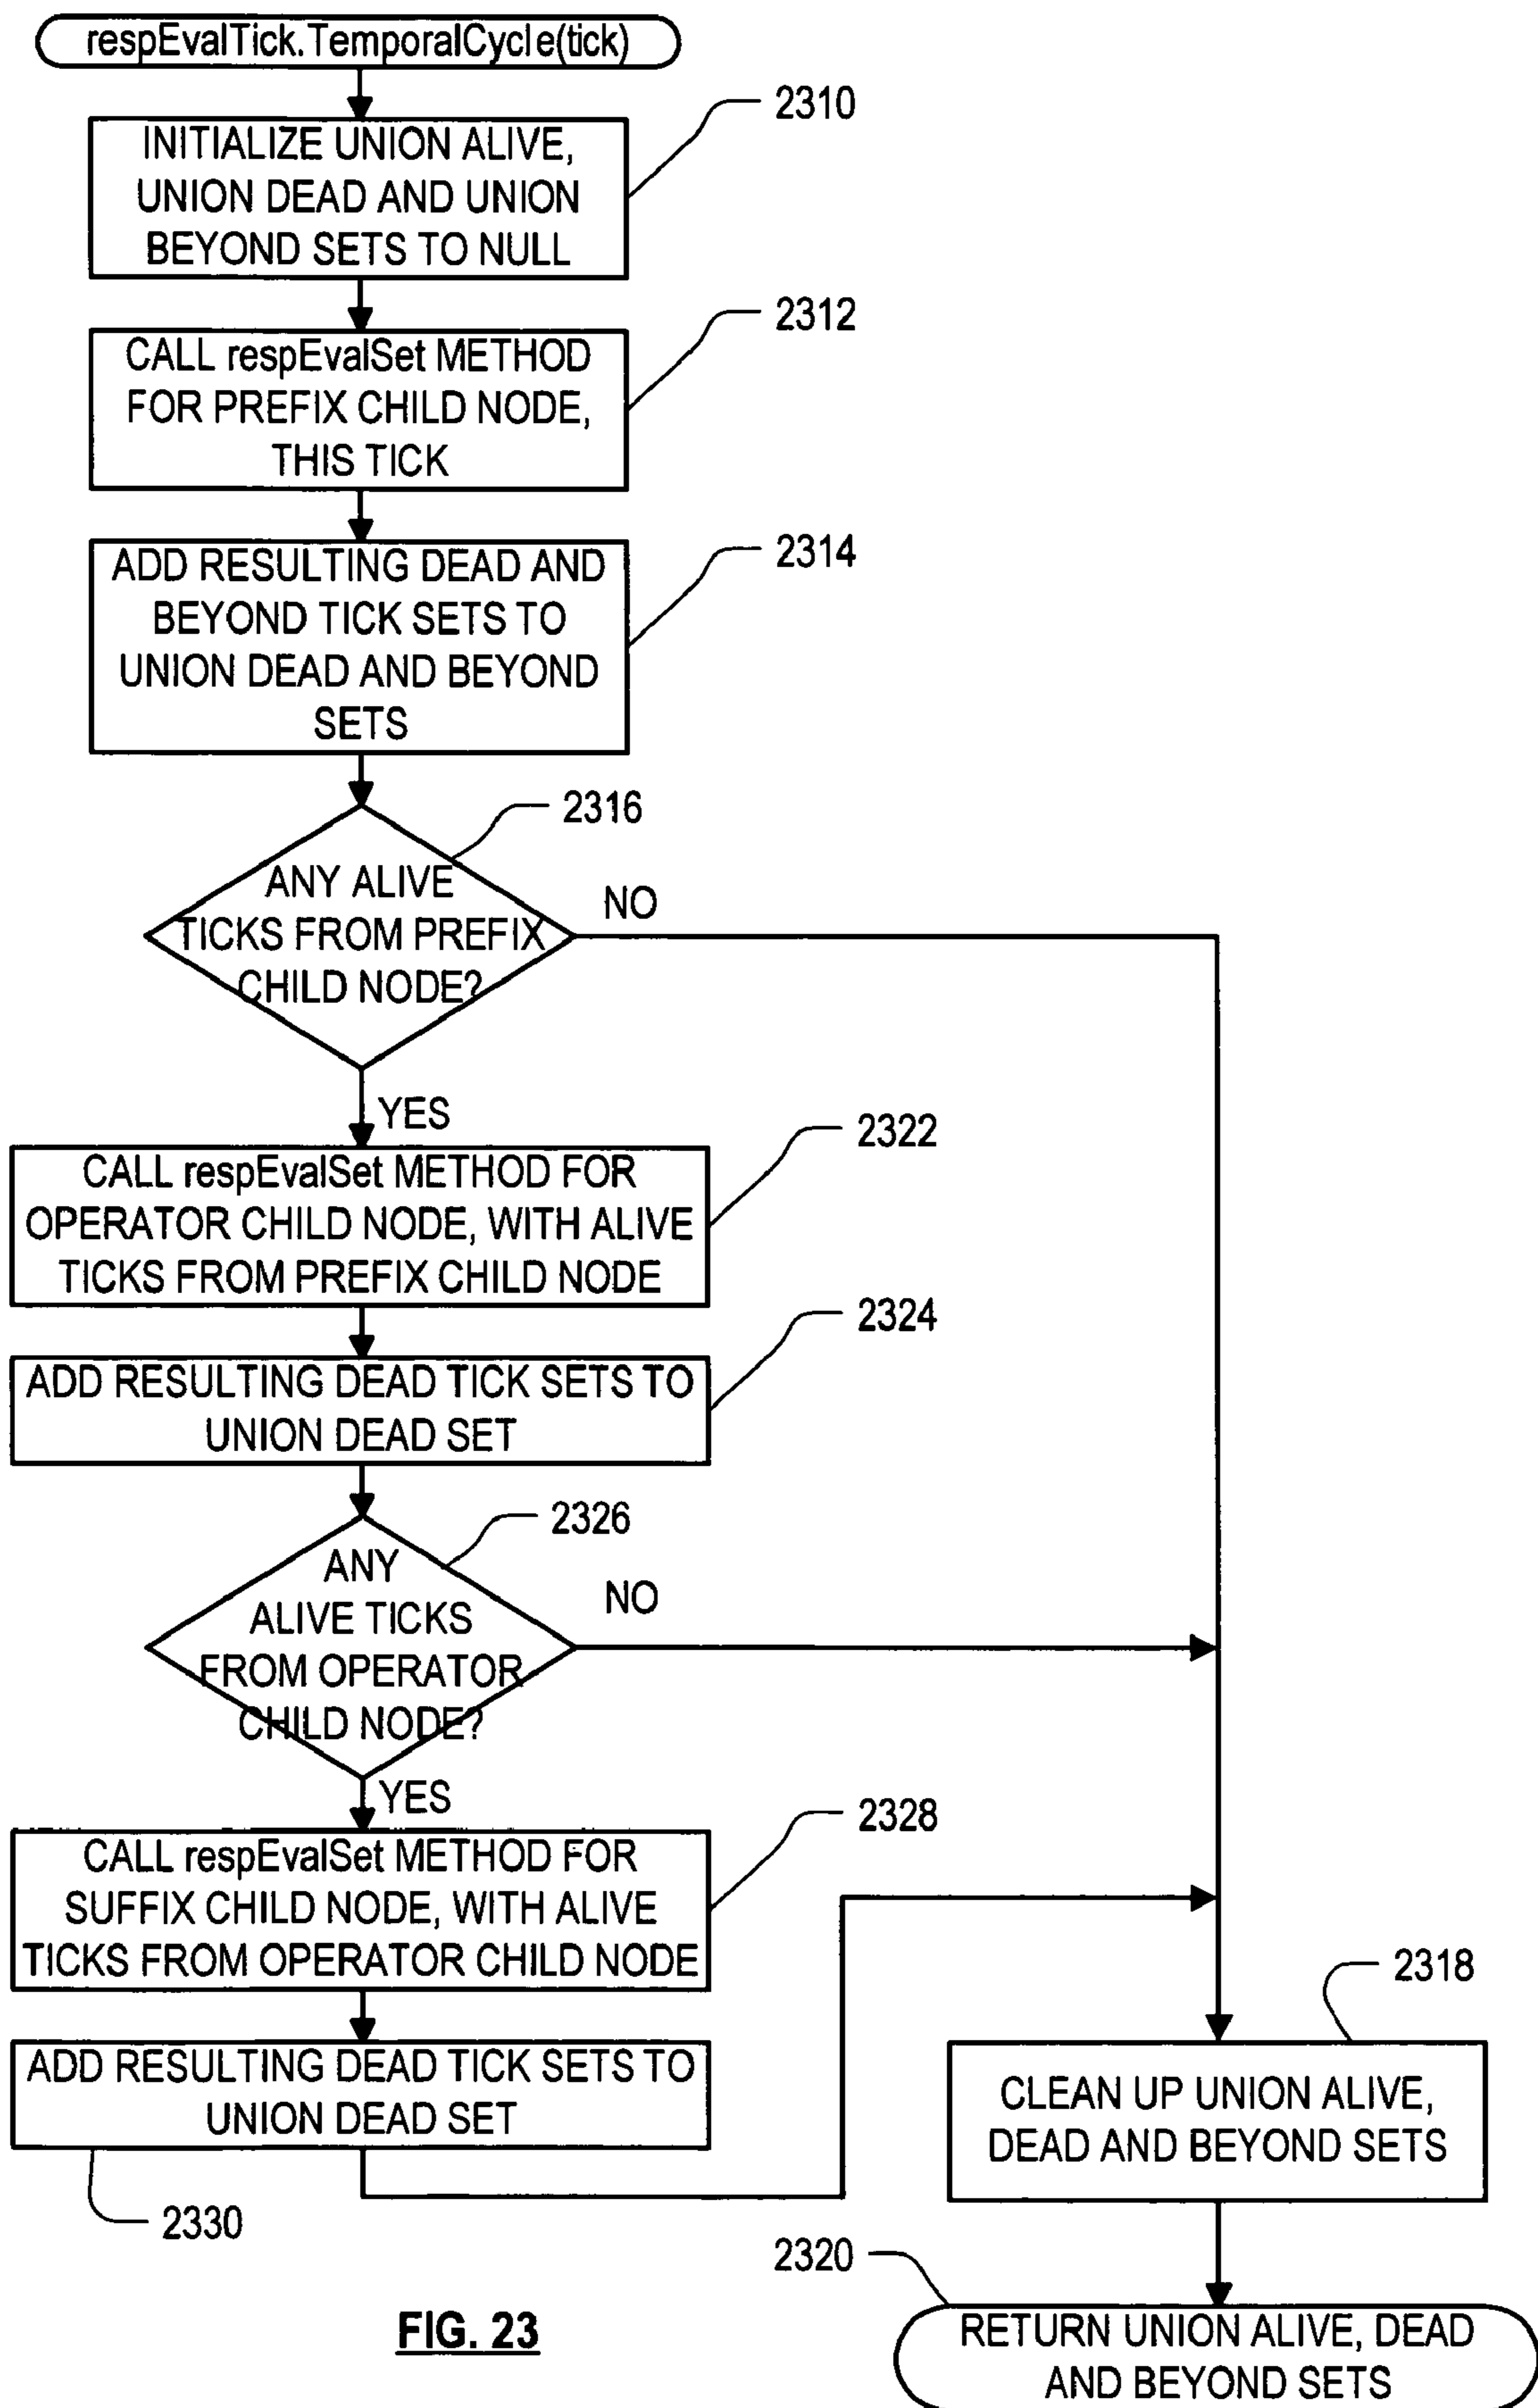 respEvalTick.TemporalCycle(tick)
2310
INITIALIZE UNION ALIVE,
UNION DEAD AND UNION
BEYOND SETS TO NULL
2312
CALL respEvalSet METHOD
FOR PREFIX CHILD NODE,
THIS TICK
2314
ADD RESULTING DEAD AND
BEYOND TICK SETS TO
UNION DEAD AND BEYOND
SETS
2316
ANY ALIVE
TICKS FROM PREFIX
CHILD NODE?
NO
YES
2322
CALL respEvalSet METHOD FOR
OPERATOR CHILD NODE, WITH ALIVE
TICKS FROM PREFIX CHILD NODE
2324
ADD RESULTING DEAD TICK SETS TO
UNION DEAD SET
2326
ANY
ALIVE TICKS
FROM OPERATOR
CHILD NODE?
NO
YES
2328
CALL respEvalSet METHOD FOR
SUFFIX CHILD NODE, WITH ALIVE
TICKS FROM OPERATOR CHILD NODE
ADD RESULTING DEAD TICK SETS TO
UNION DEAD SET
2330
2318
CLEAN UP UNION ALIVE,
DEAD AND BEYOND SETS
2320
RETURN UNION ALIVE, DEAD
AND BEYOND SETS
FIG. 23